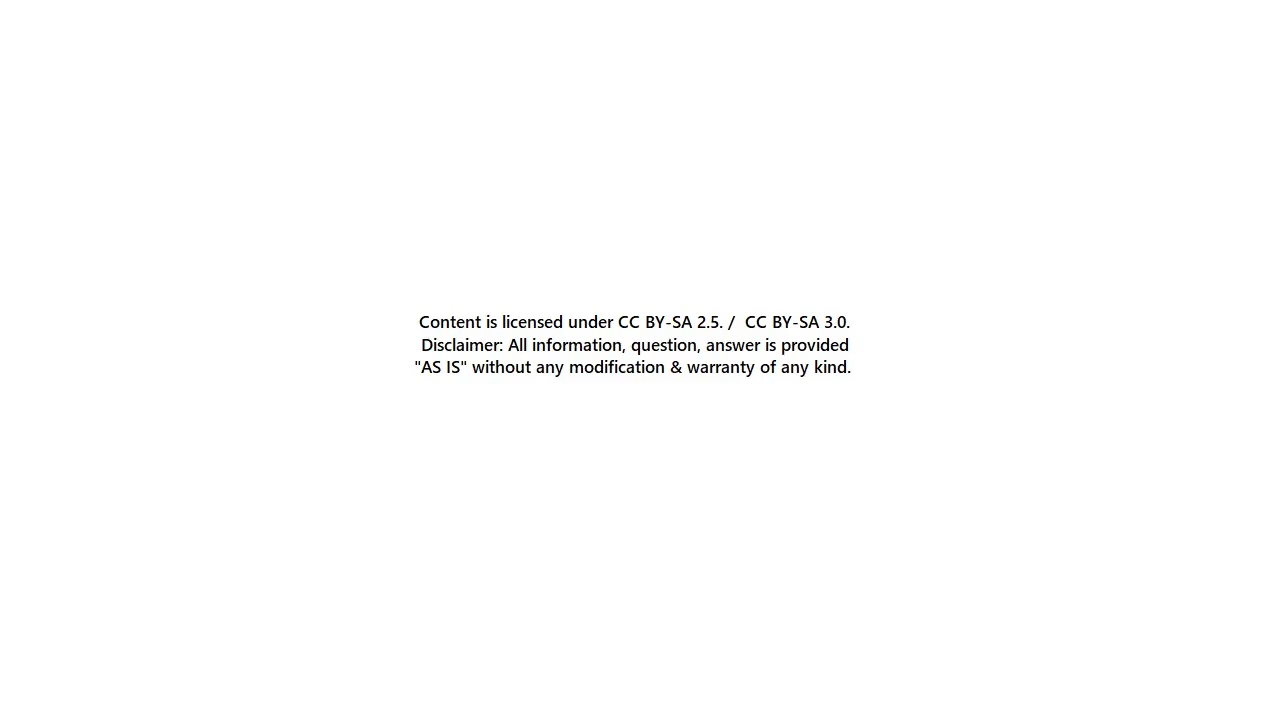 Content is licensed under CC BY-SA 2.5. /  CC BY-SA 3.0.
Disclaimer: All information, question, answer is provided
"AS IS" without any modification & warranty of any kind.